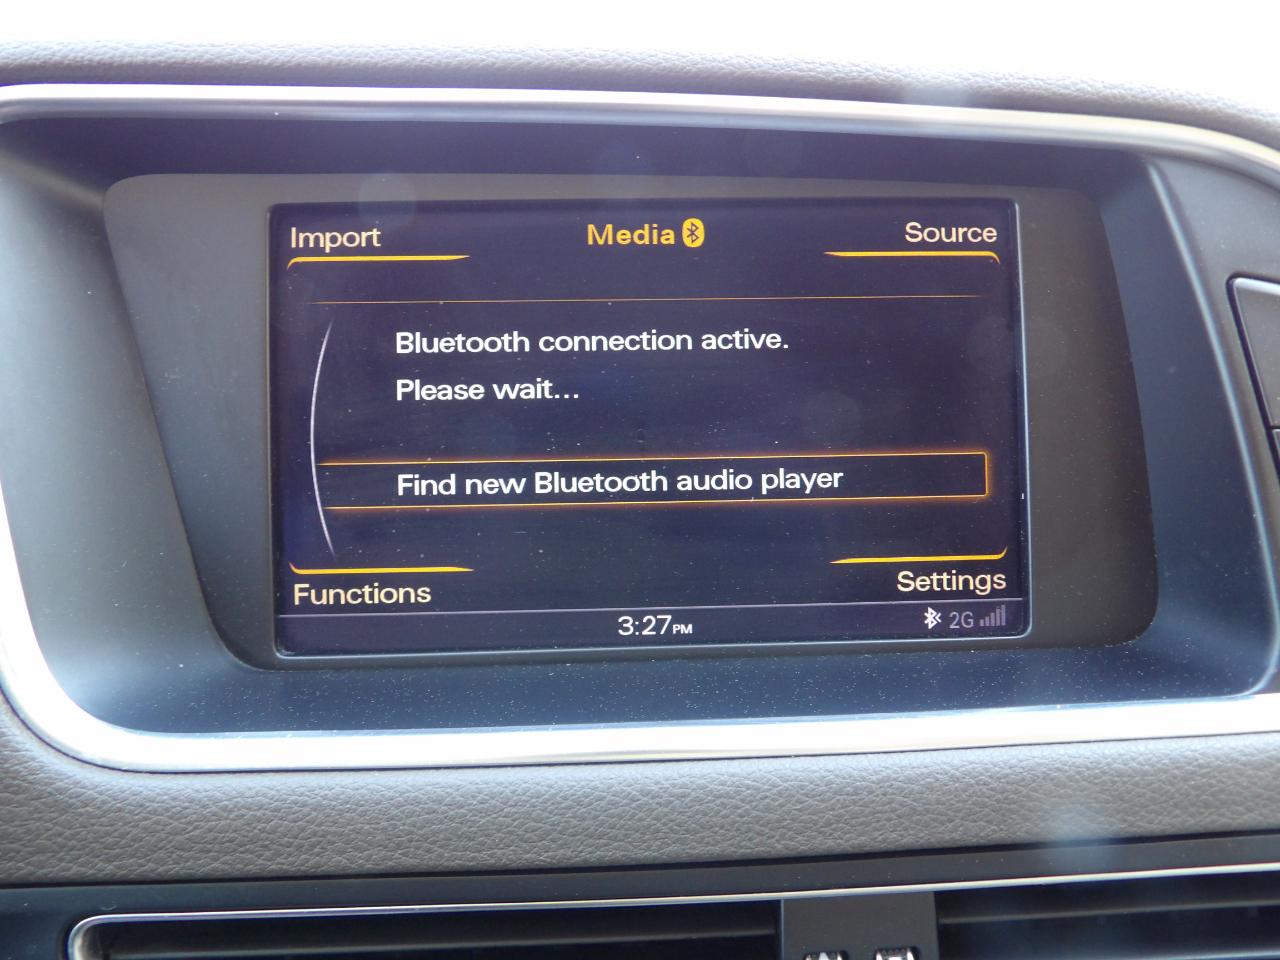 Import
Media
Source
Bluetooth connection active.
Please wait...
Find new Bluetooth audio player
Functions
Settings
3:27PM
2G